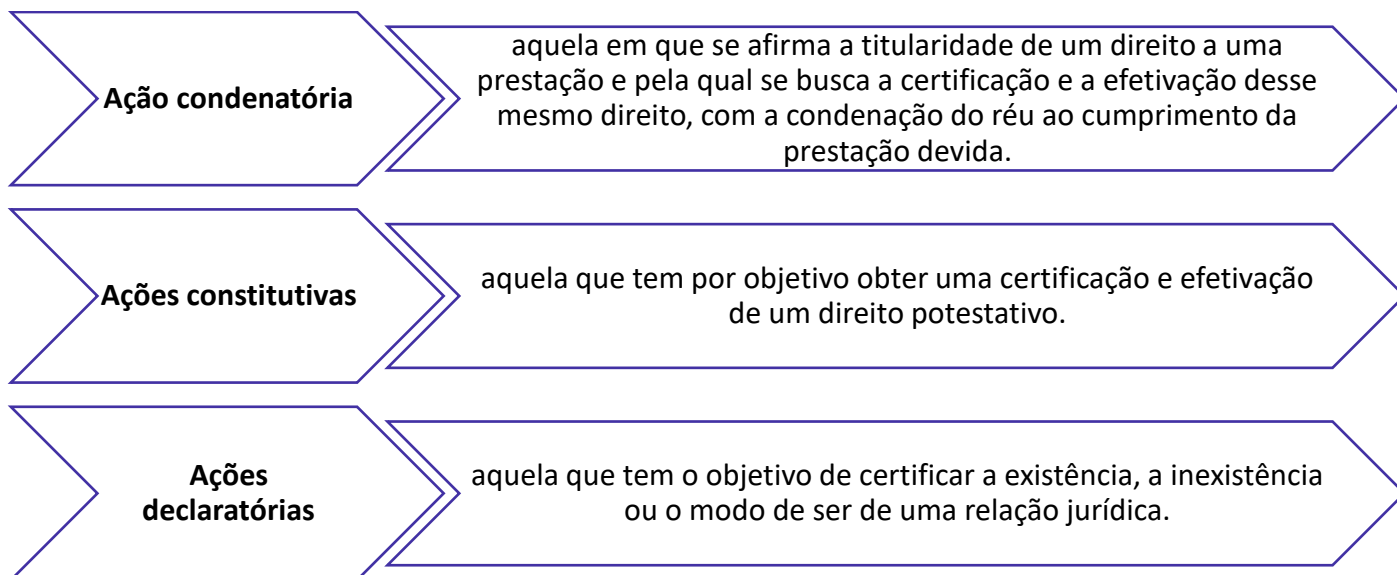 Ação condenatória
aquela em que se afirma a titularidade de um direito a uma
prestação e pela qual se busca a certificação e a efetivação desse
mesmo direito, com a condenação do réu ao cumprimento da
prestação devida.
Ações constitutivas
aquela que tem por objetivo obter uma certificação e efetivação
de um direito potestativo.
Ações
declaratórias
aquela que tem o objetivo de certificar a existência, a inexistência
ou o modo de ser de uma relação jurídica.